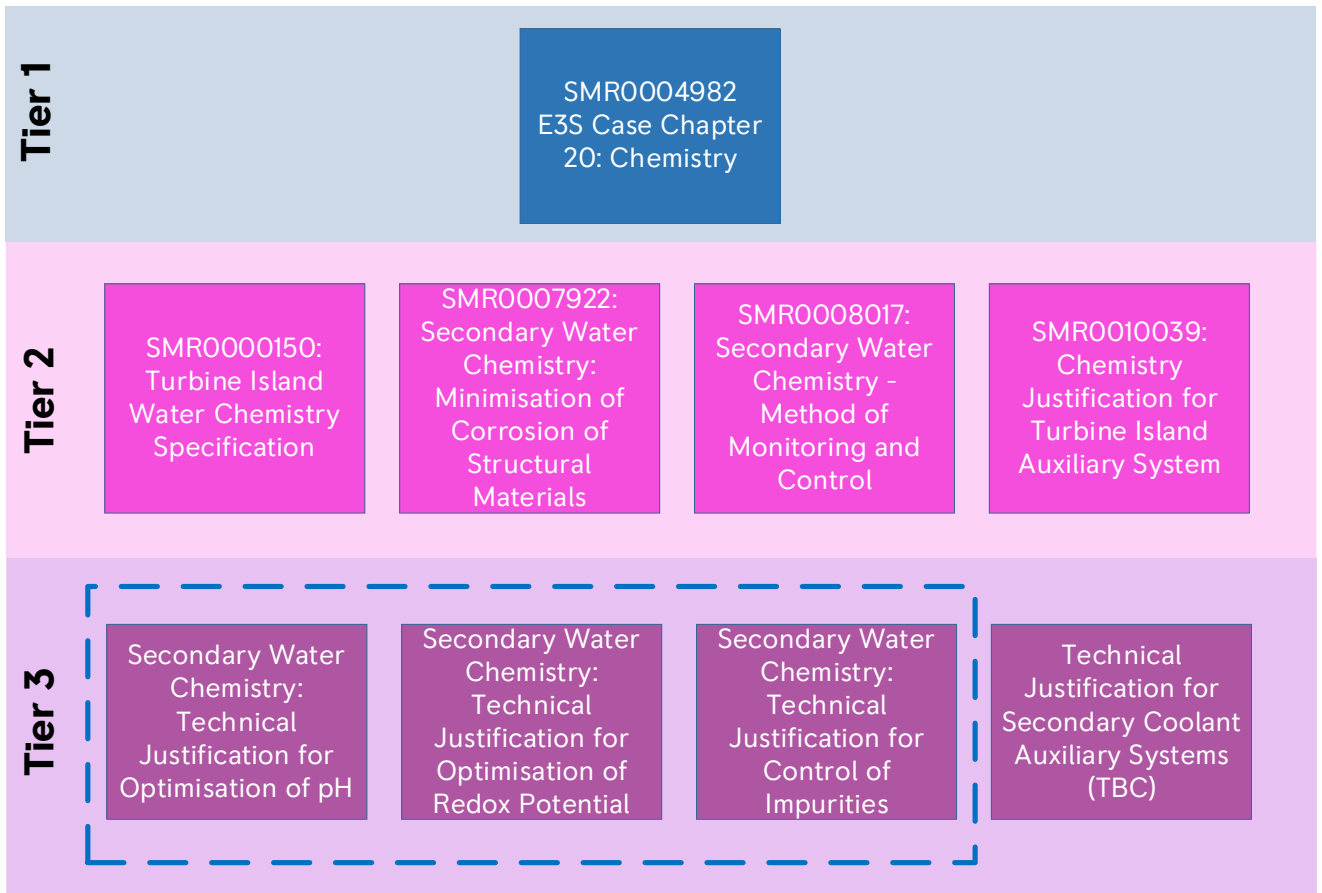 Tier 1
SMR0004982
E3S Case Chapter
20: Chemistry
Tier 2
SMR0000150:
Turbine Island
Water Chemistry
Specification
SMR0007922:
Secondary Water
Chemistry:
Minimisation of
Corrosion of
Structural
Materials
SMR0008017:
Secondary Water
Chemistry -
Method of
Monitoring and
Control
SMR0010039:
Chemistry
Justification for
Turbine Island
Auxiliary System
Tier 3
Secondary Water
Chemistry:
Technical
Justification for
Optimisation of pH
Secondary Water
Chemistry:
Technical
Justification for
Optimisation of
Redox Potential
Secondary Water
Chemistry:
Technical
Justification for
Control of
Impurities
Technical
Justification for
Secondary Coolant
Auxiliary Systems
(TBC)